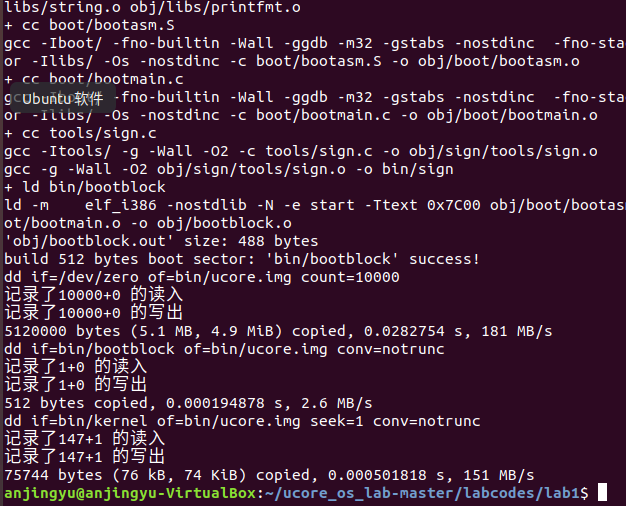 libs/string.o obj/libs/printfmt.o
+ cc boot/bootasm.S
gcc -Iboot/ -fno-builtin -Wall -ggdb -m32 -gstabs -nostdinc  -fno-sta
or -Ilibs/ -Os -nostdinc -c boot/bootasm.S -o obj/boot/bootasm.o
+ cc boot/bootmain.c
Ubuntu 软件
-fno-builtin -Wall -ggdb -m32 -gstabs -nostdinc  -fno-sta
or -Ilibs/ -Os -nostdinc -c boot/bootmain.c -o obj/boot/bootmain.o
+ cc tools/sign.c
gcc -Itools/ -g -Wall -O2 -c tools/sign.c -o obj/sign/tools/sign.o
gcc -g -Wall -O2 obj/sign/tools/sign.o -o bin/sign
+ ld bin/bootblock
ld -m    elf_i386 -nostdlib -N -e start -Ttext 0x7C00 obj/boot/bootas
ot/bootmain.o -o obj/bootblock.o
'obj/bootblock.out' size: 488 bytes
build 512 bytes boot sector: 'bin/bootblock' success!
dd if=/dev/zero of=bin/ucore.img count=10000
记录了10000+0 的读入
记录了10000+0 的写出
5120000 bytes (5.1 MB, 4.9 MiB) copied, 0.0282754 s, 181 MB/s
dd if=bin/bootblock of=bin/ucore.img conv=notrunc
记录了1+0 的读入
记录了1+0 的写出
512 bytes copied, 0.000194878 s, 2.6 MB/s
dd if=bin/kernel of=bin/ucore.img seek=1 conv=notrunc
记录了147+1 的读入
记录了147+1 的写出
75744 bytes (76 kB, 74 KiB) copied, 0.000501818 s, 151 MB/s
anjingyu@anjingyu-VirtualBox:~/ucore_os_lab-master/labcodes/lab1$